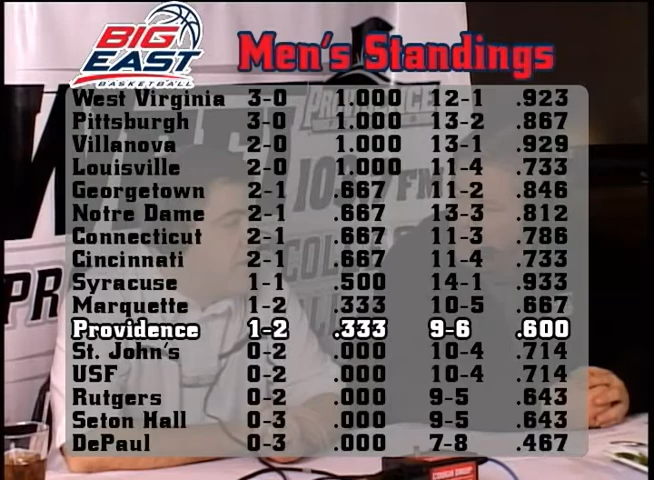 BIG
EAST
BASKETBALL
Men's Standings
West Virginia 3-0 1.000 12-1 .923
Pittsburgh 3-0 1.000 13-2 .867
Villanova 2-0 1.000 13-1 .929
Louisville 2-0 1.000 11-4 .733
Georgetown 2-1 .667 11-2 .846
Notre Dame 2-1 .667 13-3 .812
Connecticut 2-1 .667 11-3 .786
Cincinnati 2-1 .667 11-4 .733
Syracuse 1-1 .500 14-1 .933
Marquette 1-2 .333 10-5 .667
Providence 1-2 .333 9-6 .600
St. John's 0-2 .000 10-4 .714
USF 0-2 .000 10-4 .714
Rutgers 0-2 .000 9-5 .643
Seton Hall 0-3 .000 9-5 .643
DePaul 0-3 .000 7-8 .467
PROVIDENCE
FM
PR